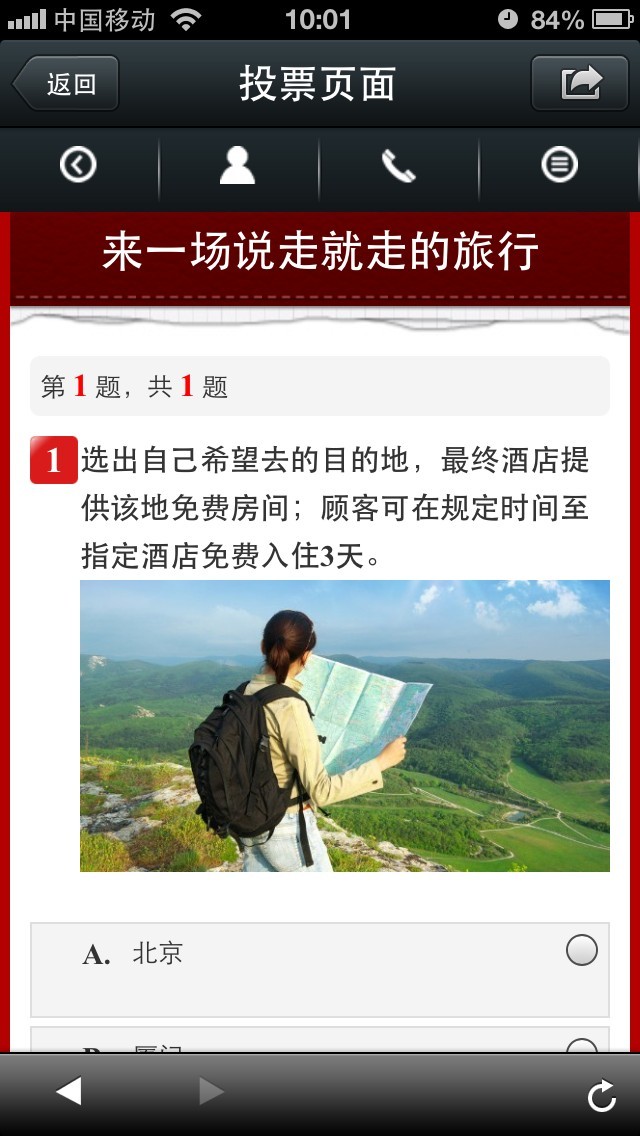 中国移动 10:01 84%
返回 投票页面
来一场说走就走的旅行
第 1 题，共 1 题
1 选出自己希望去的目的地，最终酒店提
供该地免费房间；顾客可在规定时间至
指定酒店免费入住3天。
A. 北京